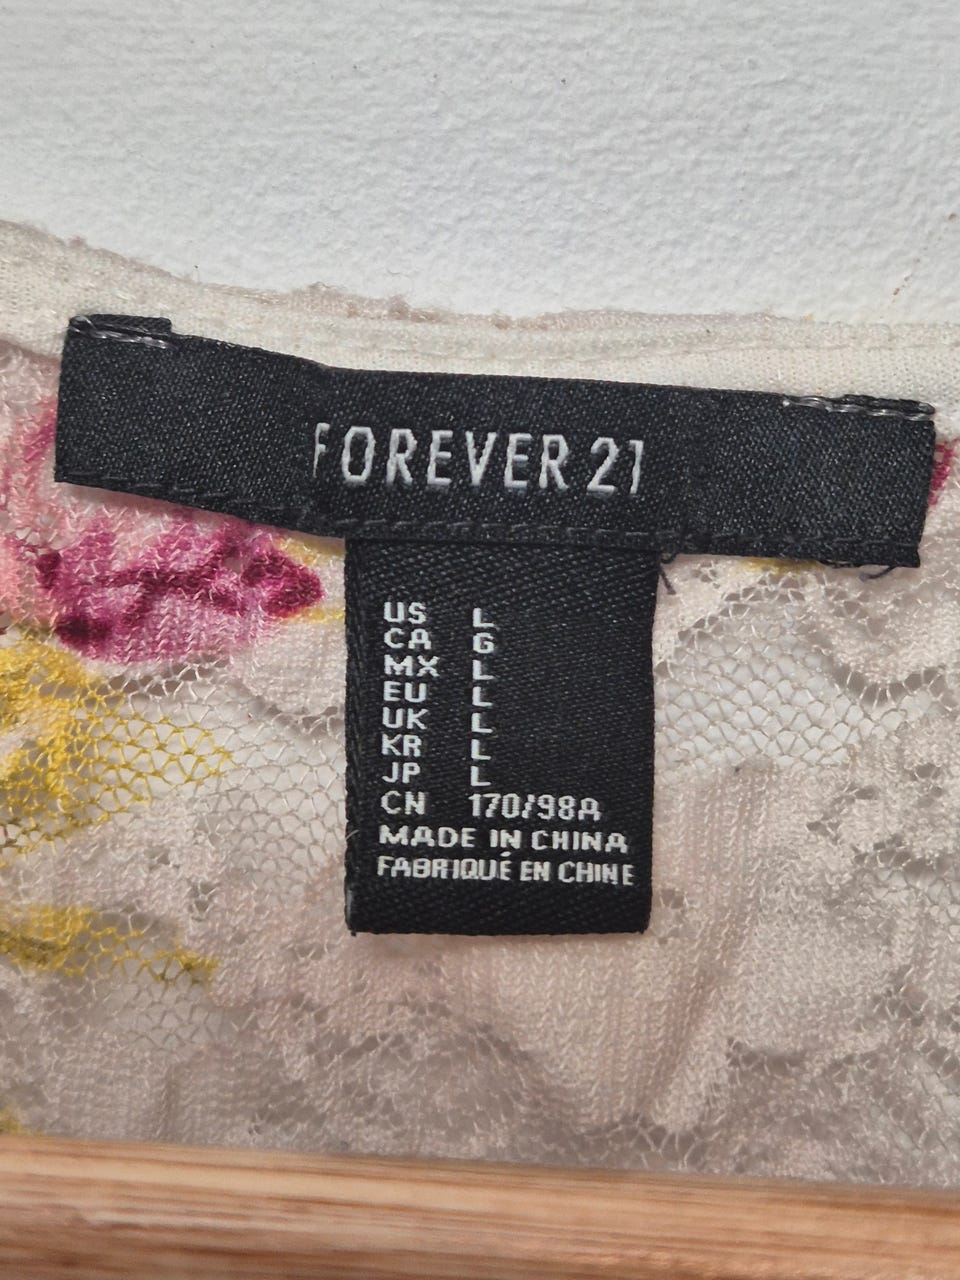 FOREVER 21
US L
CA G
MX L
EU L
UK L
KR L
JP L
CN 170/98A
MADE IN CHINA
FABRIQUÉ EN CHINE